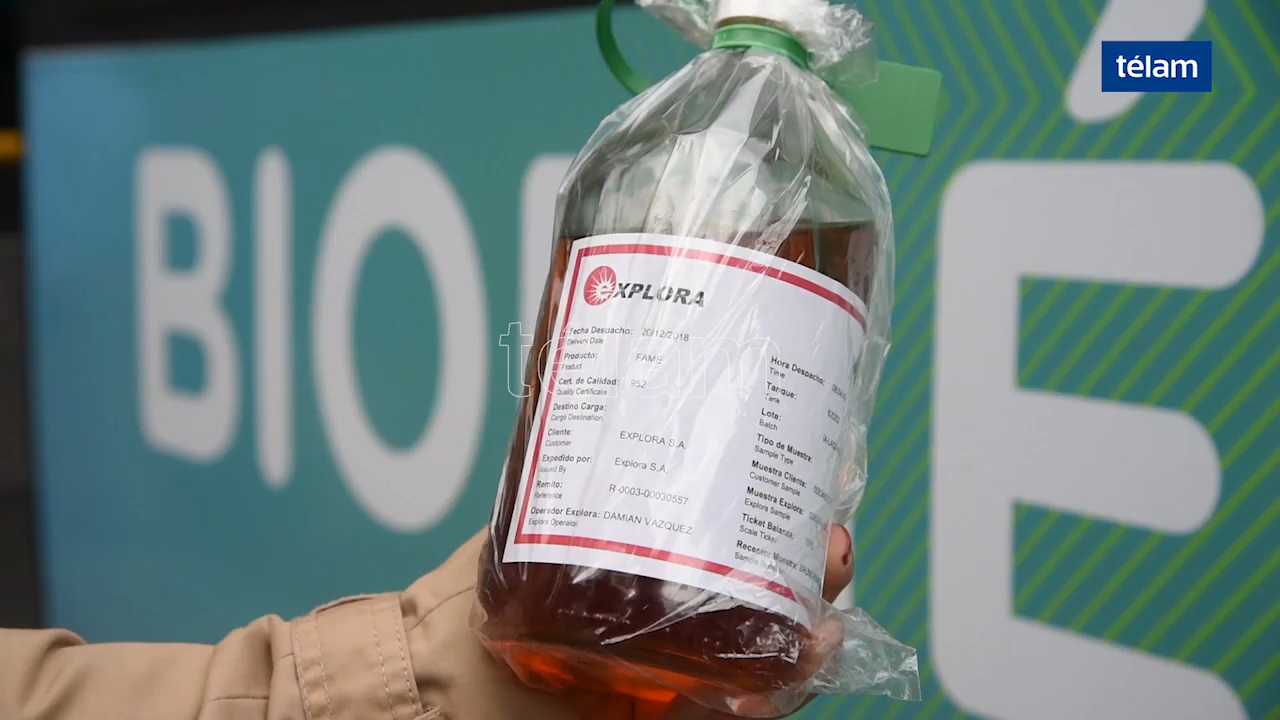 télam
BIO
É
EXPLORA
télam
Fecha Despacho: 20/12/2018
Delivery Date
Producto: FAME
Product
Cert. de Calidad: 952
Quality Certificate
Destino Carga:
Cargo Destination
Cliente: EXPLORA S.A.
Customer
Expedido por: Explora S.A.
Issued By
Remito: R-0003-00030557
Reference
Operador Explora: DAMIAN VAZQUEZ
Explora Operator
Hora Despacho:
Time
Tanque:
Tank
Lote:
Batch
Tipo de Muestra:
Sample Type
Muestra Cliente:
Customer Sample
Muestra Explora:
Explora Sample
Ticket Balanza:
Scale Ticket
Receptor Muestra:
Sample